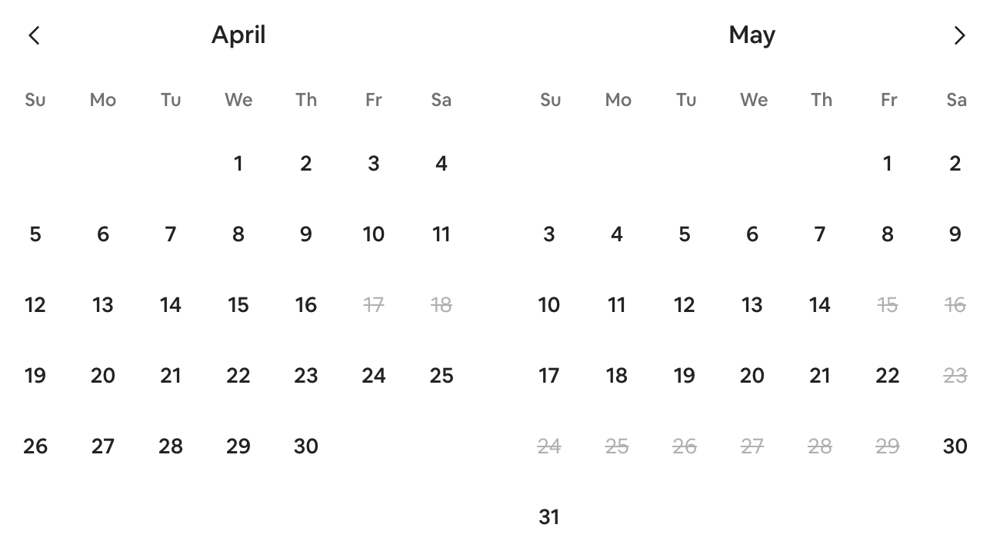 April
Su Mo Tu We Th Fr Sa
1 2 3 4
5 6 7 8 9 10 11
12 13 14 15 16 17 18
19 20 21 22 23 24 25
26 27 28 29 30
May
Su Mo Tu We Th Fr Sa
1 2
3 4 5 6 7 8 9
10 11 12 13 14 15 16
17 18 19 20 21 22 23
24 25 26 27 28 29 30
31